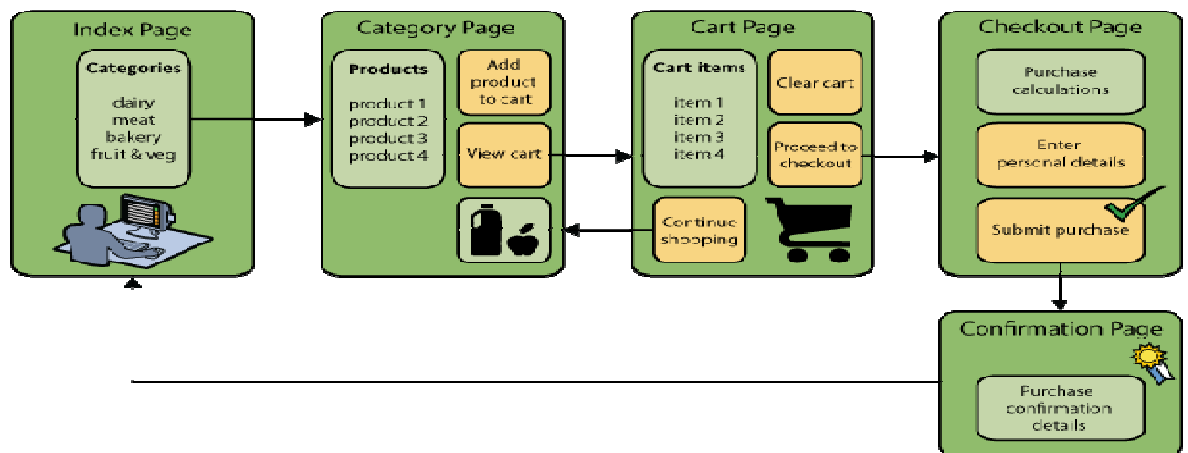 Index Page
Categories
dairy
meat
bakery
fruit & veg
Category Page
Products
product 1
product 2
product 3
product 4
Add
product
to cart
View cart
Cart Page
Cart items
item 1
item 2
item 3
item 4
Clear cart
Proceed to
checkout
Continue
shopping
Checkout Page
Purchase
calculations
Enter
personal details
Submit purchase
Confirmation Page
Purchase
confirmation
details